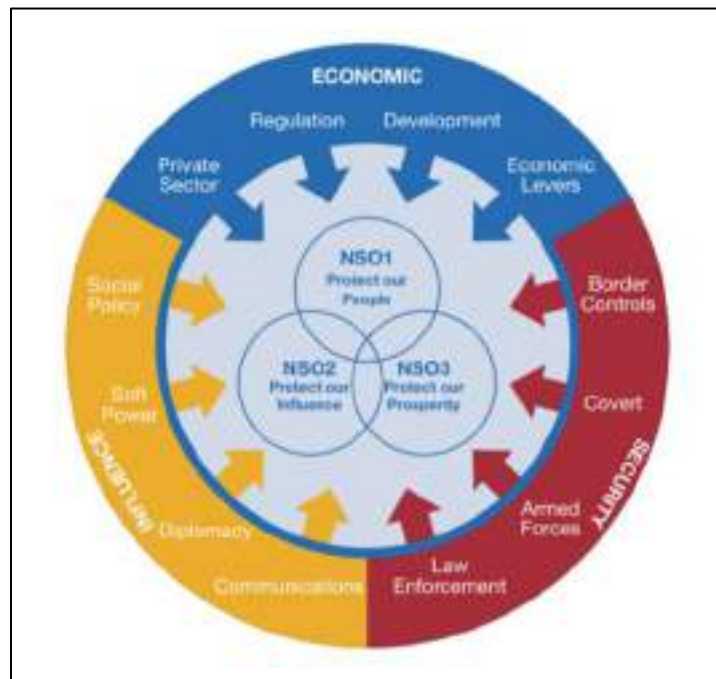 ECONOMIC
Regulation
Development
Private
Sector
Economic
Levers
Social
Policy
Border
Controls
NSO1
Protect our
People
NSO2
Protect our
Influence
NSO3
Protect our
Prosperity
Soft
Power
Covert
INFLUENCE
SECURITY
Diplomacy
Armed
Forces
Communications
Law
Enforcement